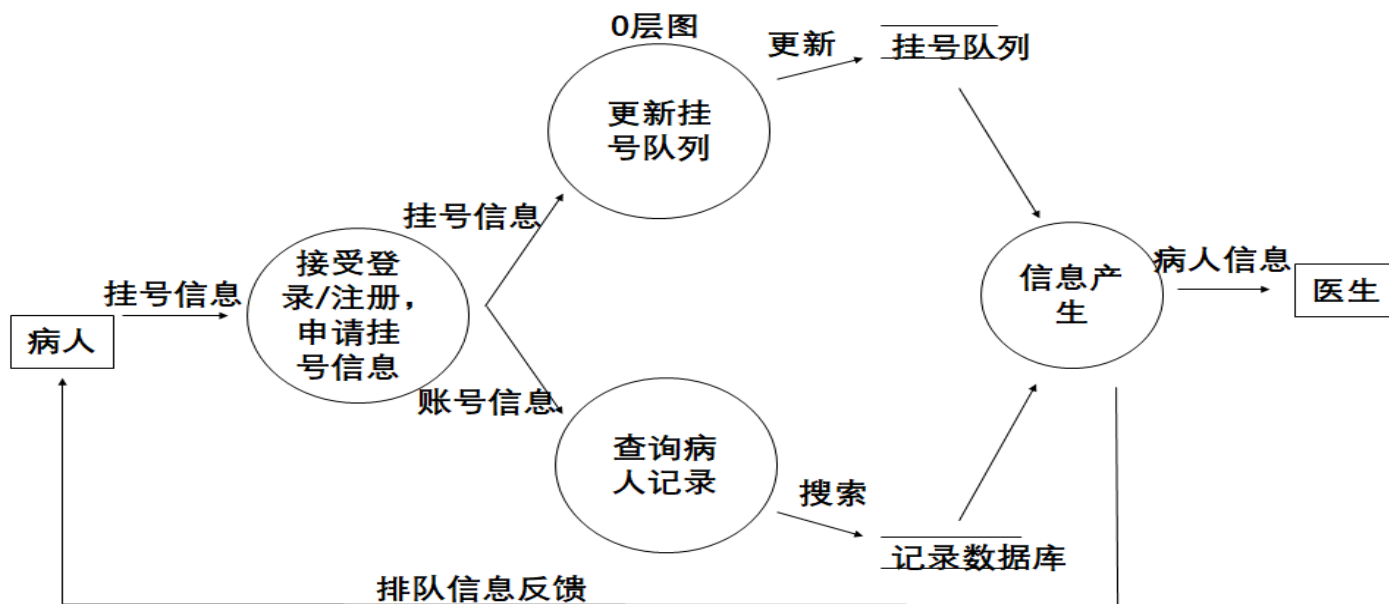 0层图
更新
挂号队列
更新挂
号队列
挂号信息
接受登
录/注册，
申请挂
号信息
挂号信息
病人
账号信息
信息产
生
病人信息
医生
查询病
人记录
搜索
记录数据库
排队信息反馈